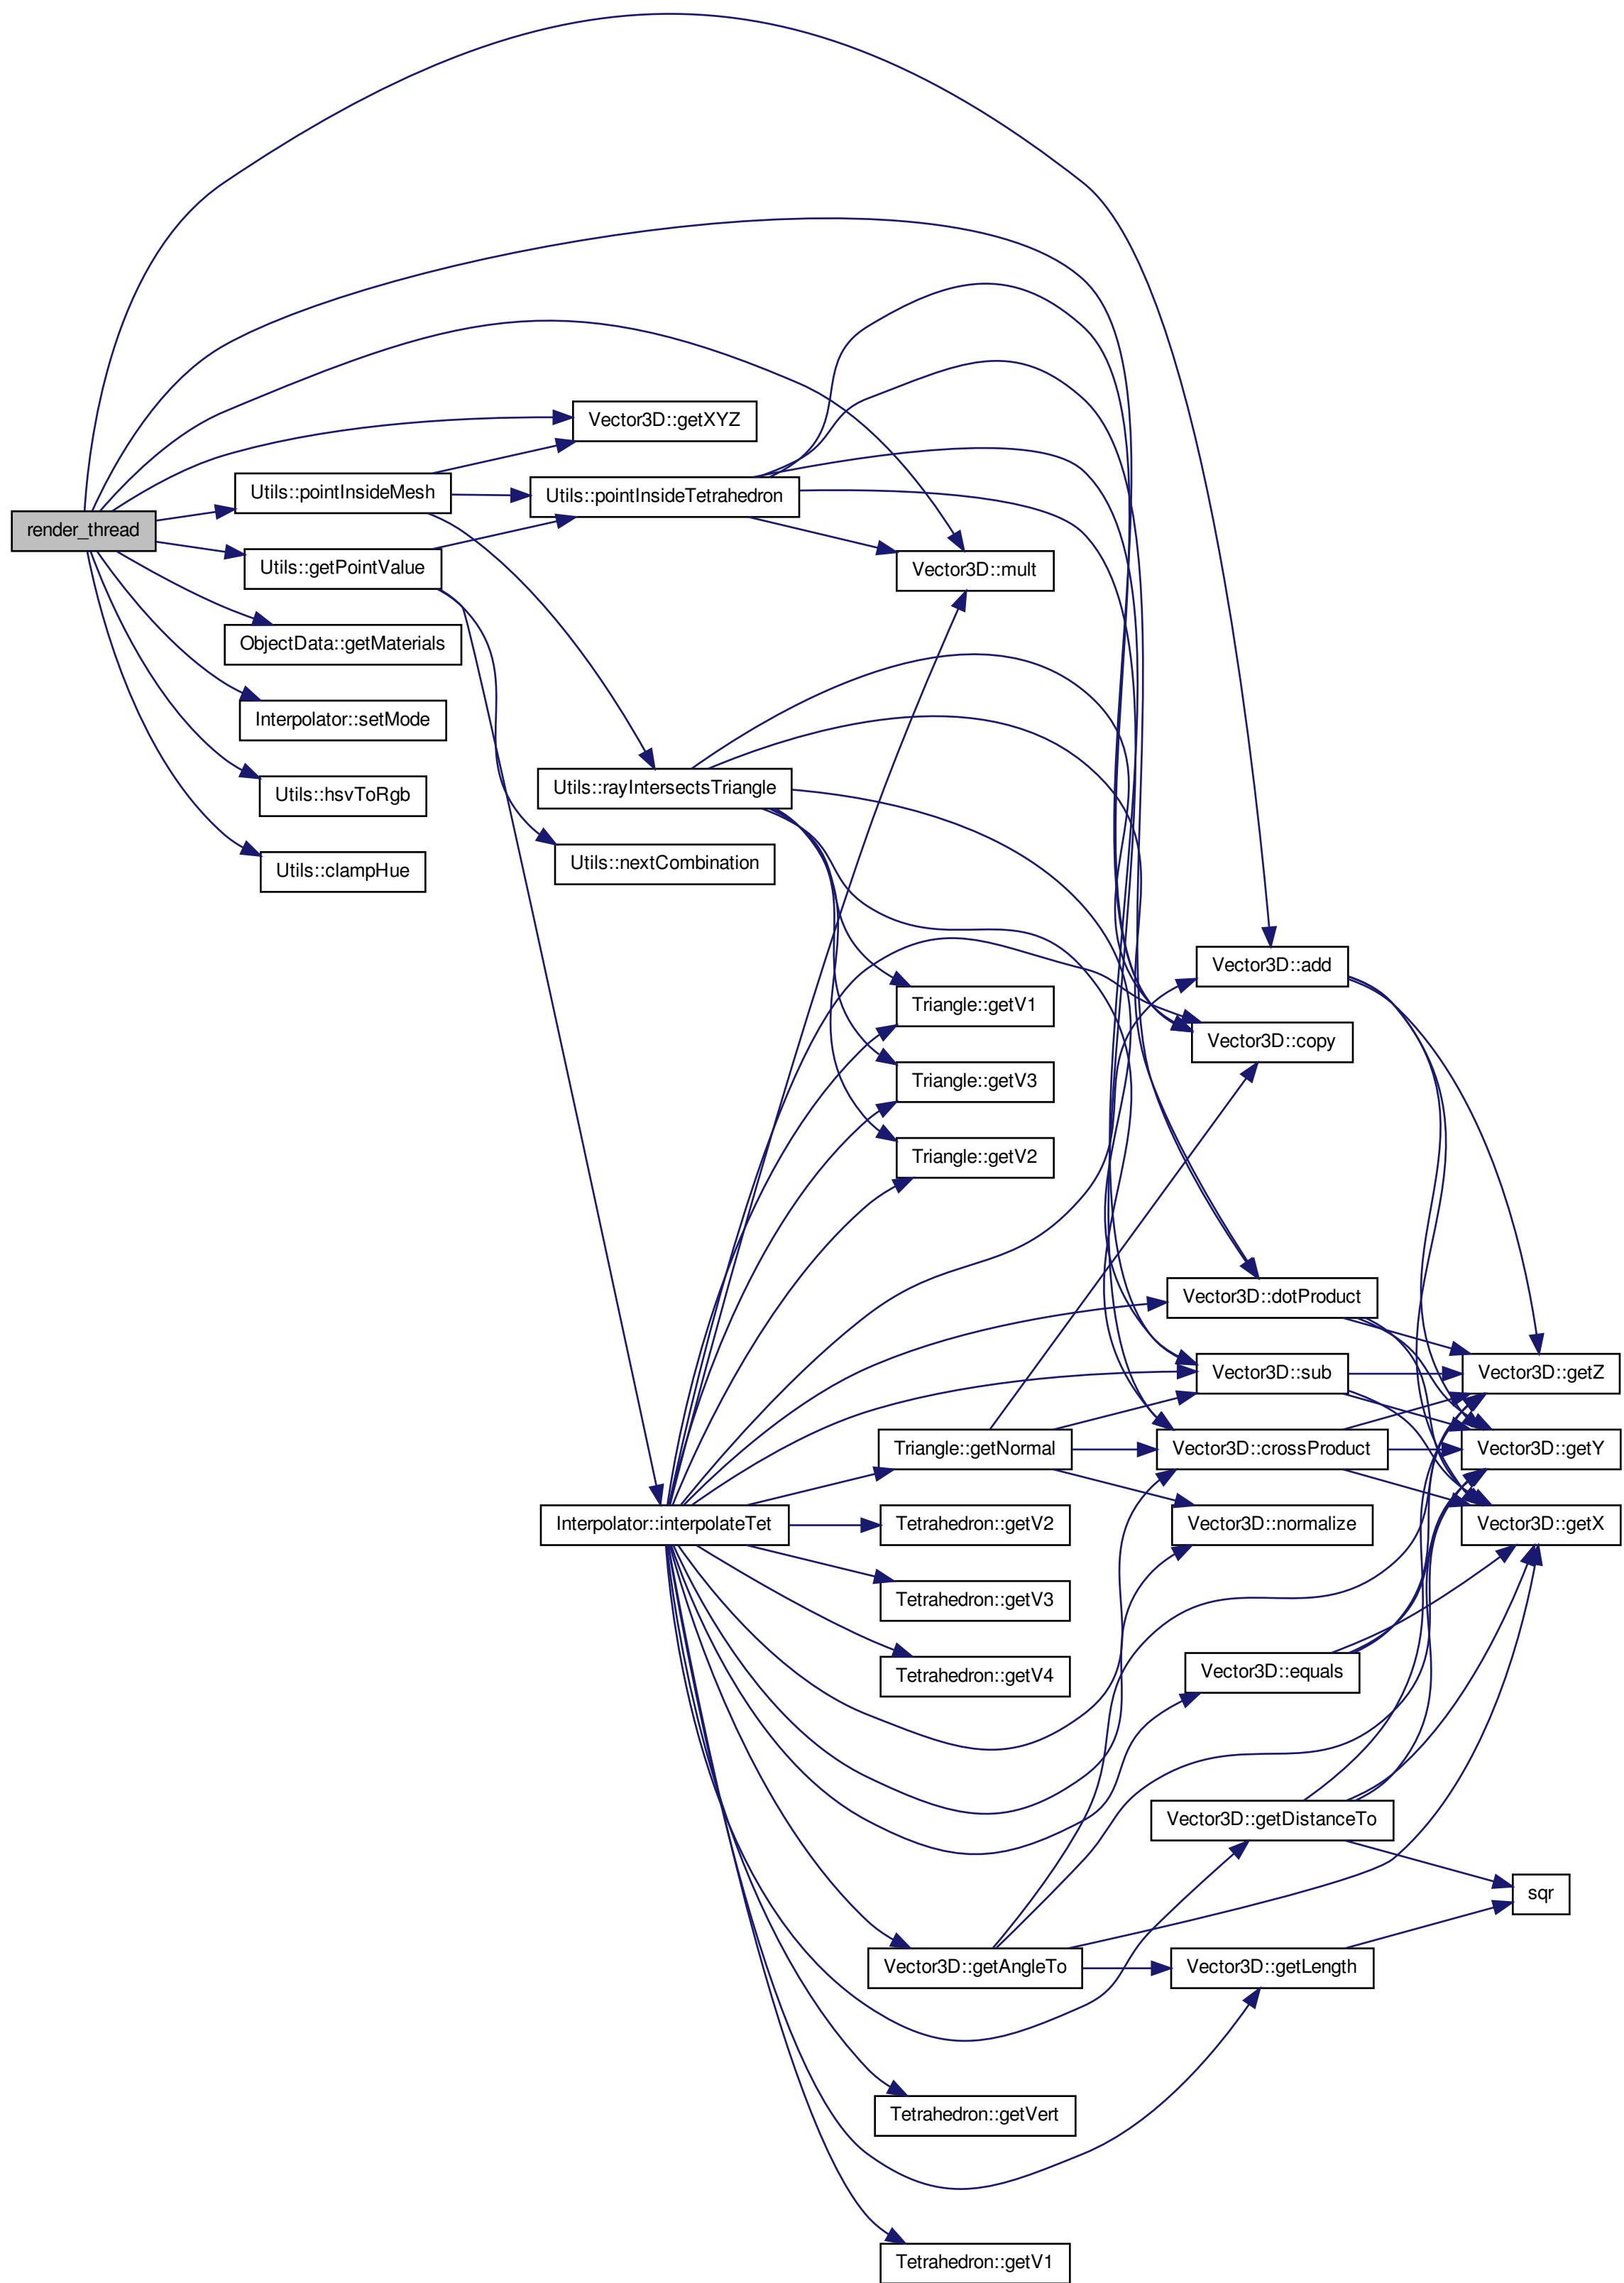 render_thread
Vector3D::getXYZ
Utils::pointInsideMesh
Utils::pointInsideTetrahedron
Utils::getPointValue
Vector3D::mult
ObjectData::getMaterials
Interpolator::setMode
Utils::rayIntersectsTriangle
Utils::hsvToRgb
Utils::nextCombination
Utils::clampHue
Vector3D::add
Triangle::getV1
Vector3D::copy
Triangle::getV3
Triangle::getV2
Vector3D::dotProduct
Vector3D::sub
Vector3D::getZ
Triangle::getNormal
Vector3D::crossProduct
Vector3D::getY
Interpolator::interpolateTet
Tetrahedron::getV2
Vector3D::normalize
Vector3D::getX
Tetrahedron::getV3
Tetrahedron::getV4
Vector3D::equals
Vector3D::getDistanceTo
sqr
Vector3D::getAngleTo
Vector3D::getLength
Tetrahedron::getVert
Tetrahedron::getV1